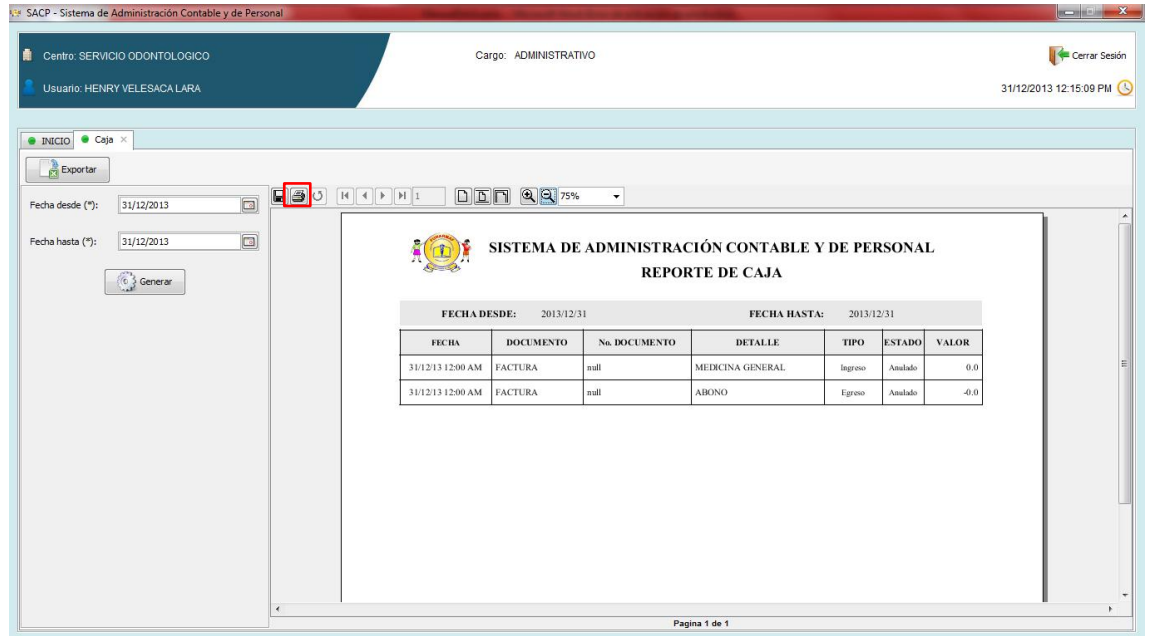 SACP - Sistema de Administración Contable y de Personal
Centro: SERVICIO ODONTOLOGICO
Cargo: ADMINISTRATIVO
Cerrar Sesión
Usuario: HENRY VELESACA LARA
31/12/2013 12:15:09 PM
INICIO Caja
Exportar
Fecha desde (*): 31/12/2013
Fecha hasta (*): 31/12/2013
Generar
1 75%
SISTEMA DE ADMINISTRACIÓN CONTABLE Y DE PERSONAL
REPORTE DE CAJA
FECHA DESDE: 2013/12/31 FECHA HASTA: 2013/12/31
FECHA DOCUMENTO No. DOCUMENTO DETALLE TIPO ESTADO VALOR
31/12/13 12:00 AM FACTURA null MEDICINA GENERAL Ingreso Anulado 0.0
31/12/13 12:00 AM FACTURA null ABONO Egreso Anulado -0.0
Pagina 1 de 1